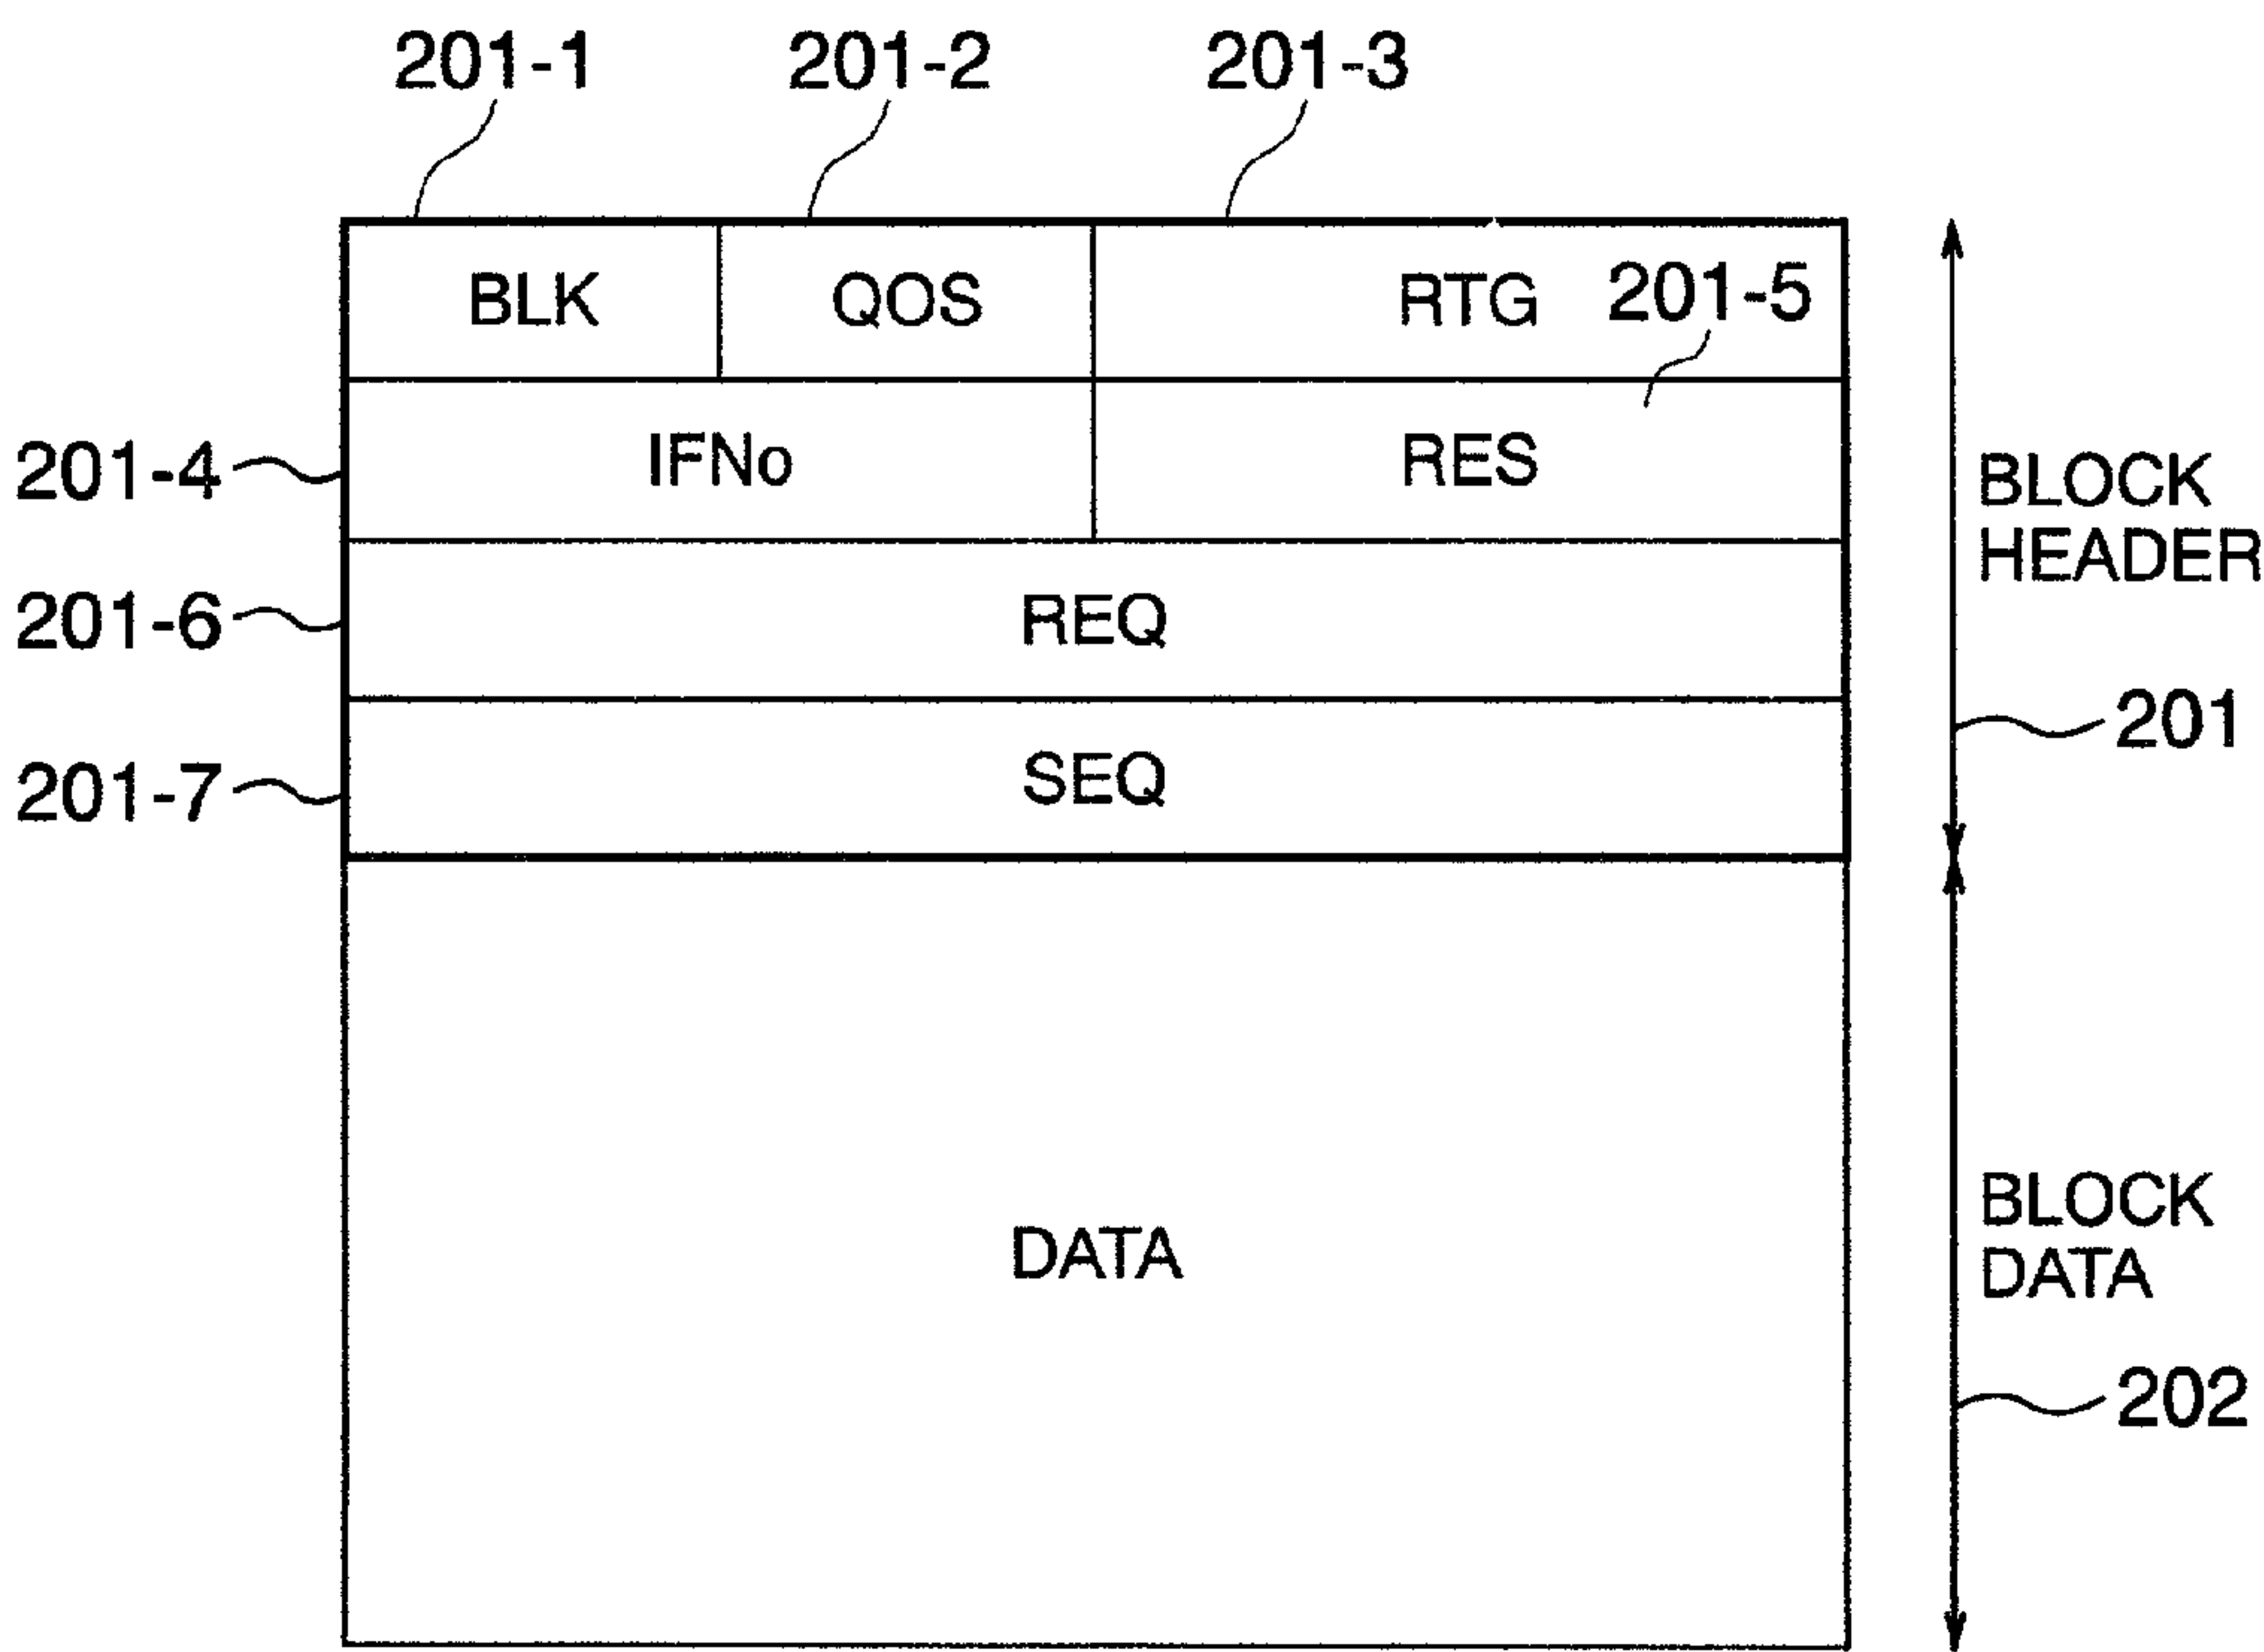 201-1 201-2 201-3
BLK QOS RTG 201-5
201-4 IFNo RES
BLOCK
HEADER
201-6 REQ
201
201-7 SEQ
BLOCK
DATA
DATA
202